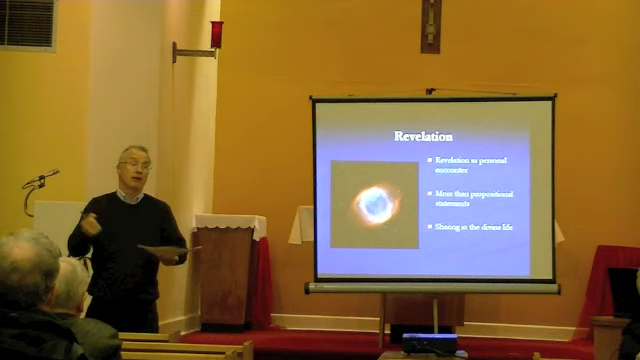 Revelation
Revelation as personal
encounter
More than propositional
statements
Sharing in the divine life